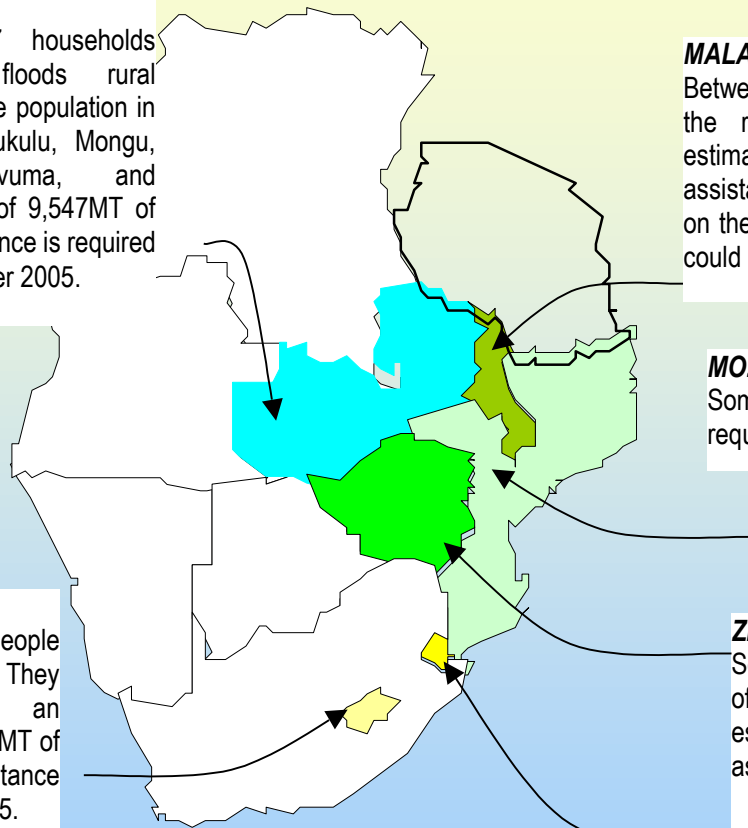 households
floods rural
population in
ukulu, Mongu,
vuma, and
of 9,547MT of
nce is required
er 2005.
MALA
Betwe
the
estima
assista
on the
could
MO
Som
requ
eople
They
an
MT of
tance
5.
S
of
es
as